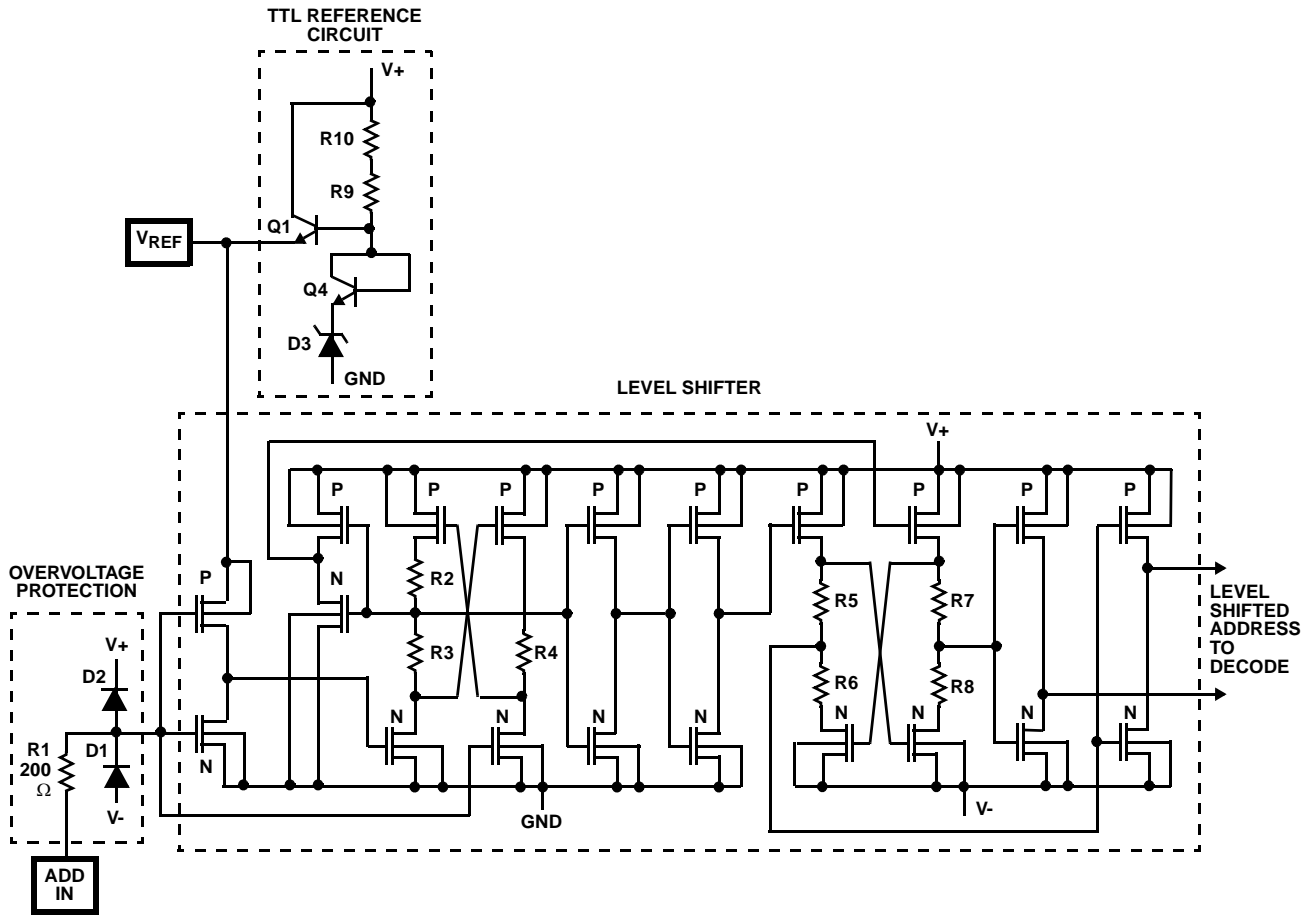 TTL REFERENCE
CIRCUIT
V+
R10
R9
Q1
VREF
Q4
D3
GND
LEVEL SHIFTER
V+
P
P
P
P
P
P
P
P
P
OVERVOLTAGE
PROTECTION
P
N
R2
R5
R7
LEVEL
SHIFTED
ADDRESS
TO
DECODE
V+
R3
R4
D2
R6
R8
N
N
N
N
N
N
N
N
R1
200
Ω
D1
N
V-
GND
V-
ADD
IN